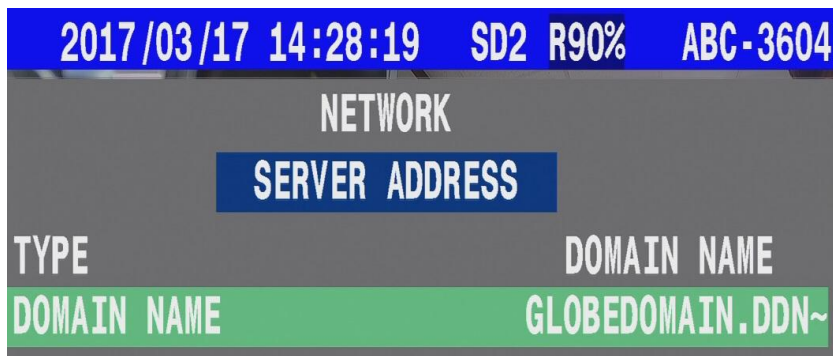 2017/03/17 14:28:19 SD2 R90% ABC-3604
NETWORK
SERVER ADDRESS
TYPE DOMAIN NAME
DOMAIN NAME GLOBEDOMAIN.DDN~